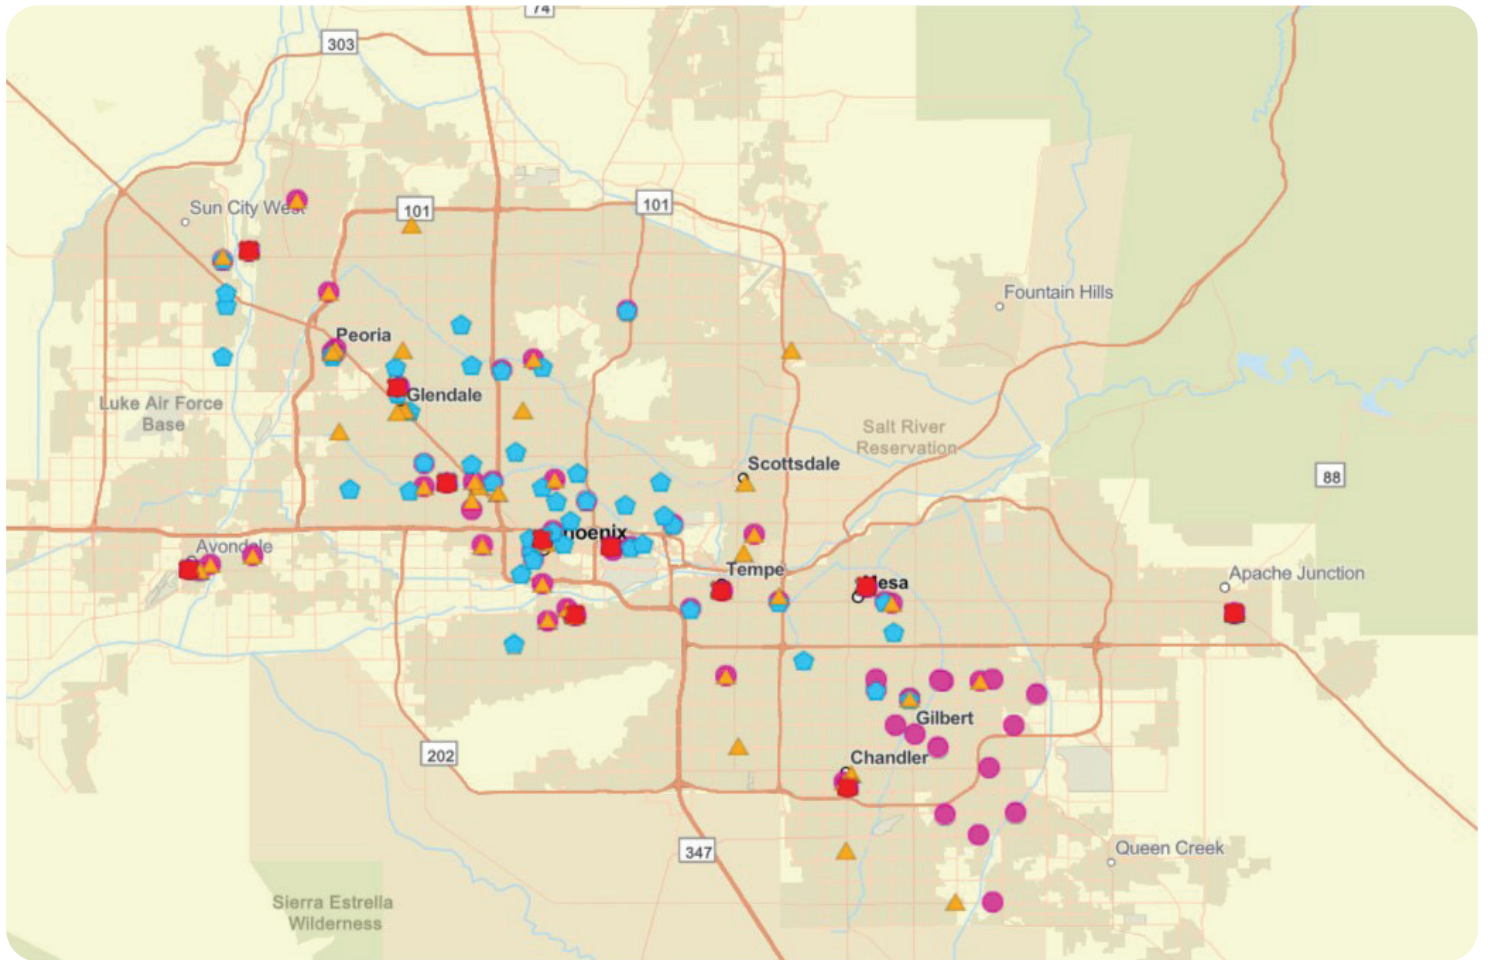 74
303
Sun City West
101
101
Fountain Hills
Peoria
Glendale
Luke Air Force
Base
Salt River
Reservation
Scottsdale
88
hoenix
Avondale
Tempe
Mesa
Apache Junction
Gilbert
202
Chandler
347
Queen Creek
Sierra Estrella
Wilderness